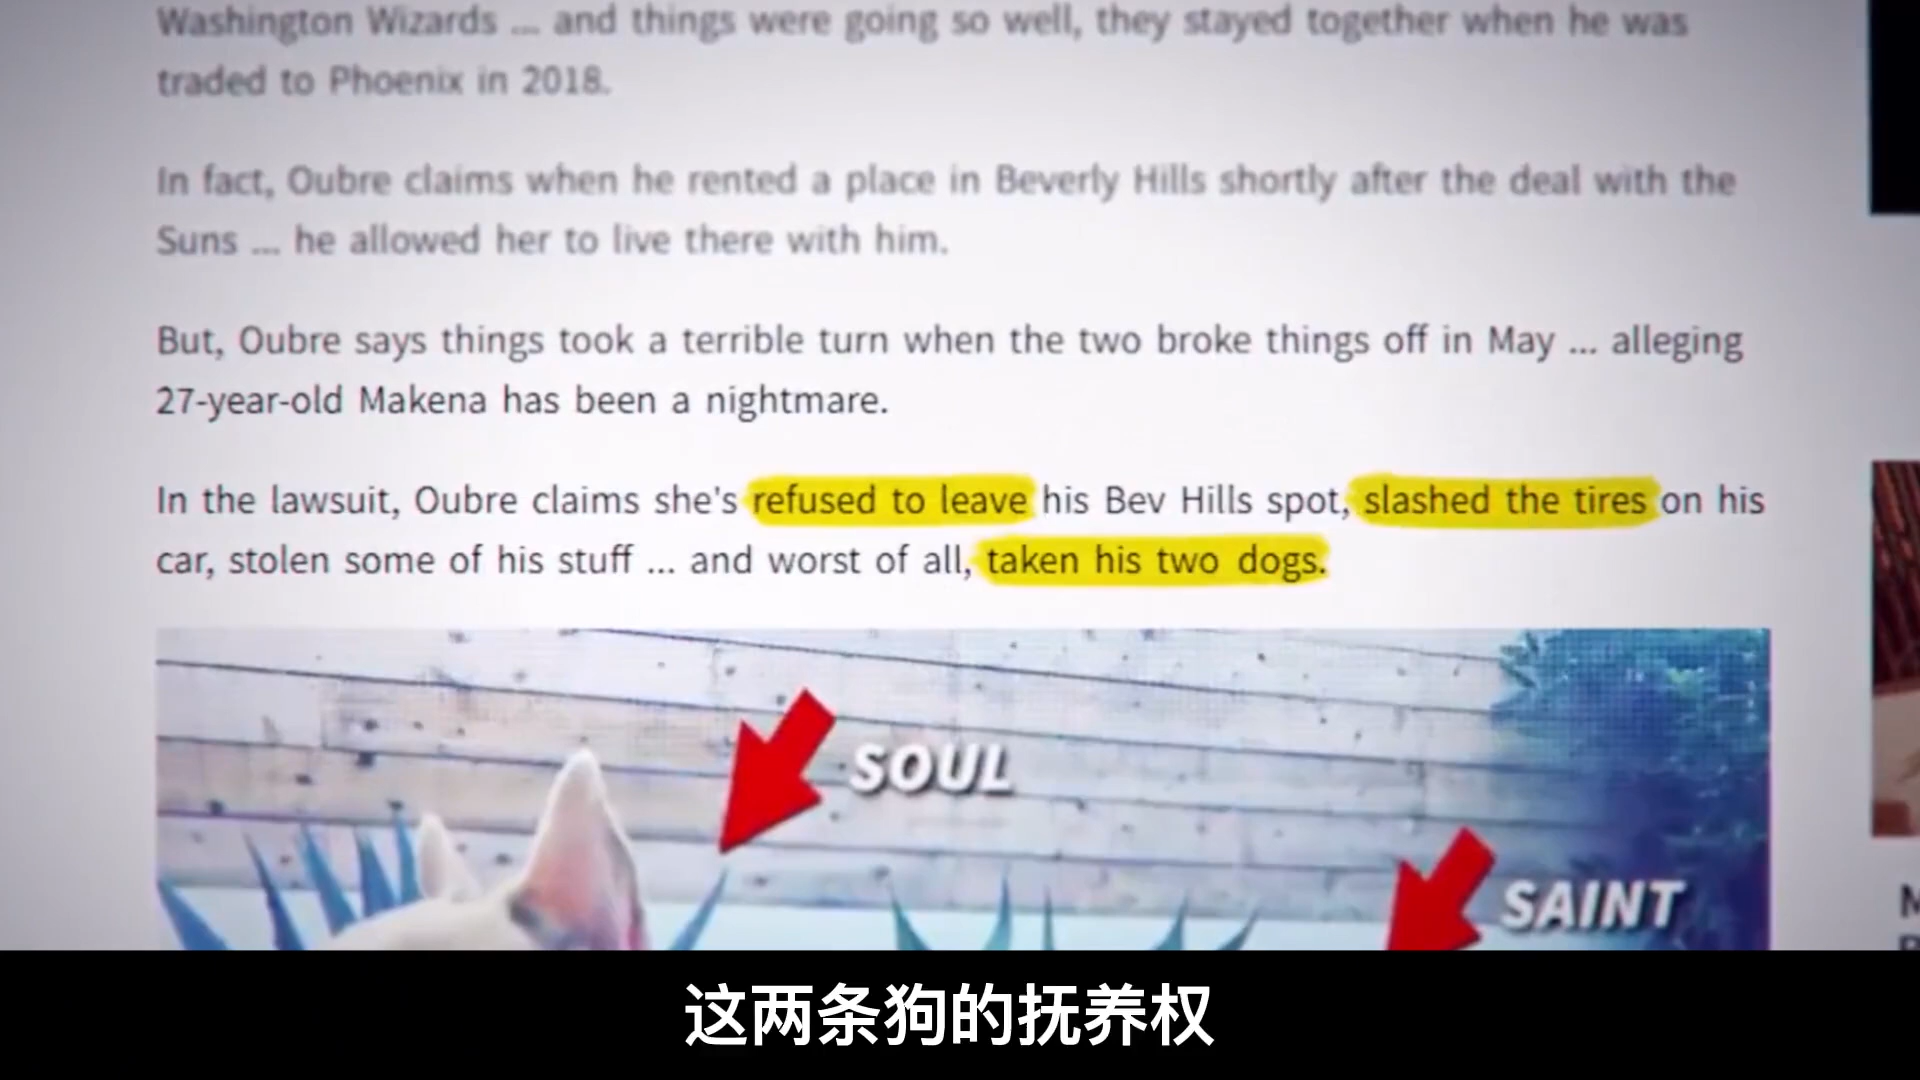 Washington Wizards ... and things were going so well, they stayed together when he was
traded to Phoenix in 2018.
In fact, Oubre claims when he rented a place in Beverly Hills shortly after the deal with the
Suns ... he allowed her to live there with him.
But, Oubre says things took a terrible turn when the two broke things off in May ... alleging
27-year-old Makena has been a nightmare.
In the lawsuit, Oubre claims she's refused to leave his Bev Hills spot, slashed the tires on his
car, stolen some of his stuff ... and worst of all, taken his two dogs.
SOUL
SAINT
这两条狗的抚养权